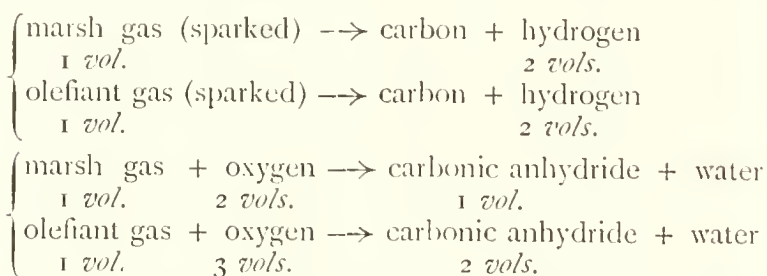 marsh gas (sparked) --→ carbon + hydrogen
1 vol. 2 vols.
olefiant gas (sparked) —→ carbon + hydrogen
1 vol. 2 vols.
marsh gas + oxygen —→ carbonic anhydride + water
1 vol. 2 vols. 1 vol.
olefiant gas + oxygen --→ carbonic anhydride + water
1 vol. 3 vols. 2 vols.